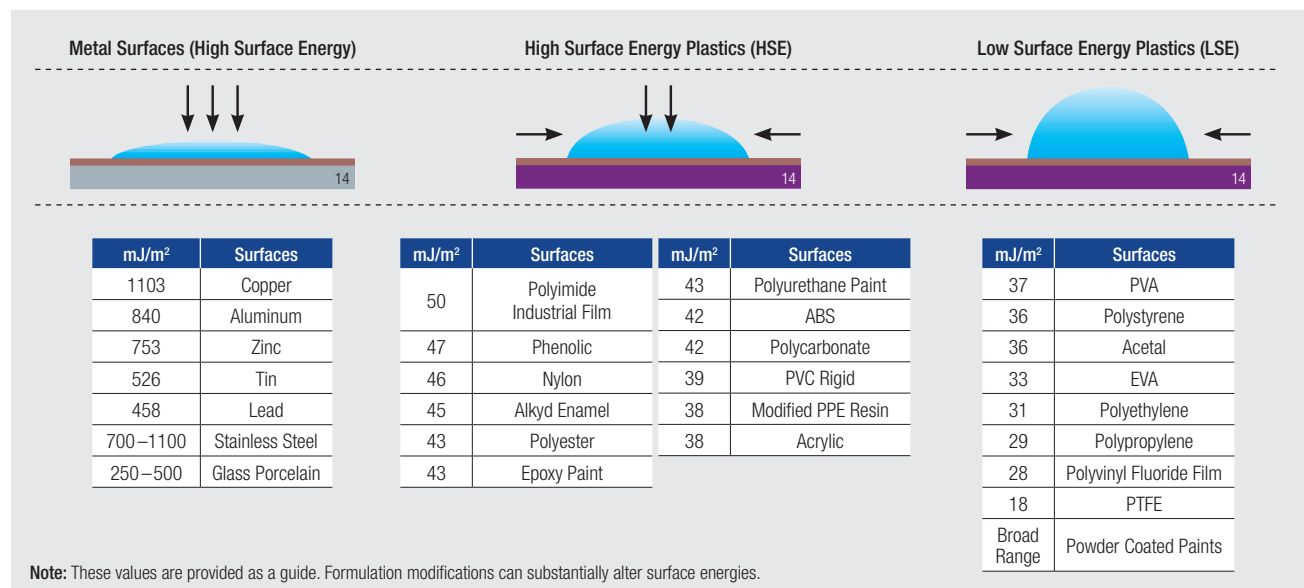 Metal Surfaces (High Surface Energy)
High Surface Energy Plastics (HSE)
Low Surface Energy Plastics (LSE)
14
14
14
mJ/m² Surfaces
1103 Copper
840 Aluminum
753 Zinc
526 Tin
458 Lead
700–1100 Stainless Steel
250–500 Glass Porcelain
mJ/m² Surfaces
50 Polyimide
Industrial Film
47 Phenolic
46 Nylon
45 Alkyd Enamel
43 Polyester
43 Epoxy Paint
mJ/m² Surfaces
43 Polyurethane Paint
42 ABS
42 Polycarbonate
39 PVC Rigid
38 Modified PPE Resin
38 Acrylic
mJ/m² Surfaces
37 PVA
36 Polystyrene
36 Acetal
33 EVA
31 Polyethylene
29 Polypropylene
28 Polyvinyl Fluoride Film
18 PTFE
Broad
Range Powder Coated Paints
Note: These values are provided as a guide. Formulation modifications can substantially alter surface energies.